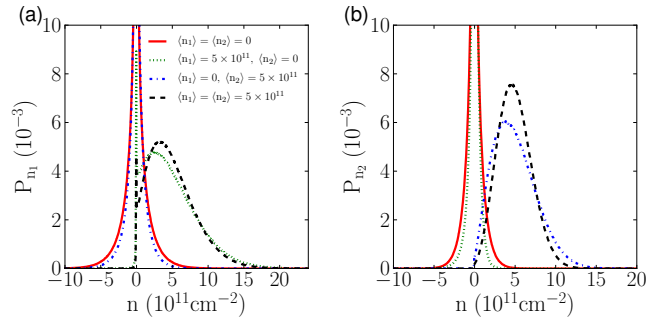 (a)
10
8
6
4
2
0
P_{n_1} (10^{-3})
⟨n_1⟩ = ⟨n_2⟩ = 0
⟨n_1⟩ = 5 × 10^{11}, ⟨n_2⟩ = 0
⟨n_1⟩ = 0, ⟨n_2⟩ = 5 × 10^{11}
⟨n_1⟩ = ⟨n_2⟩ = 5 × 10^{11}
−10 −5 0 5 10 15 20
n (10^{11}cm^{−2})
(b)
10
8
6
4
2
0
P_{n_2} (10^{-3})
−10 −5 0 5 10 15 20
n (10^{11}cm^{−2})